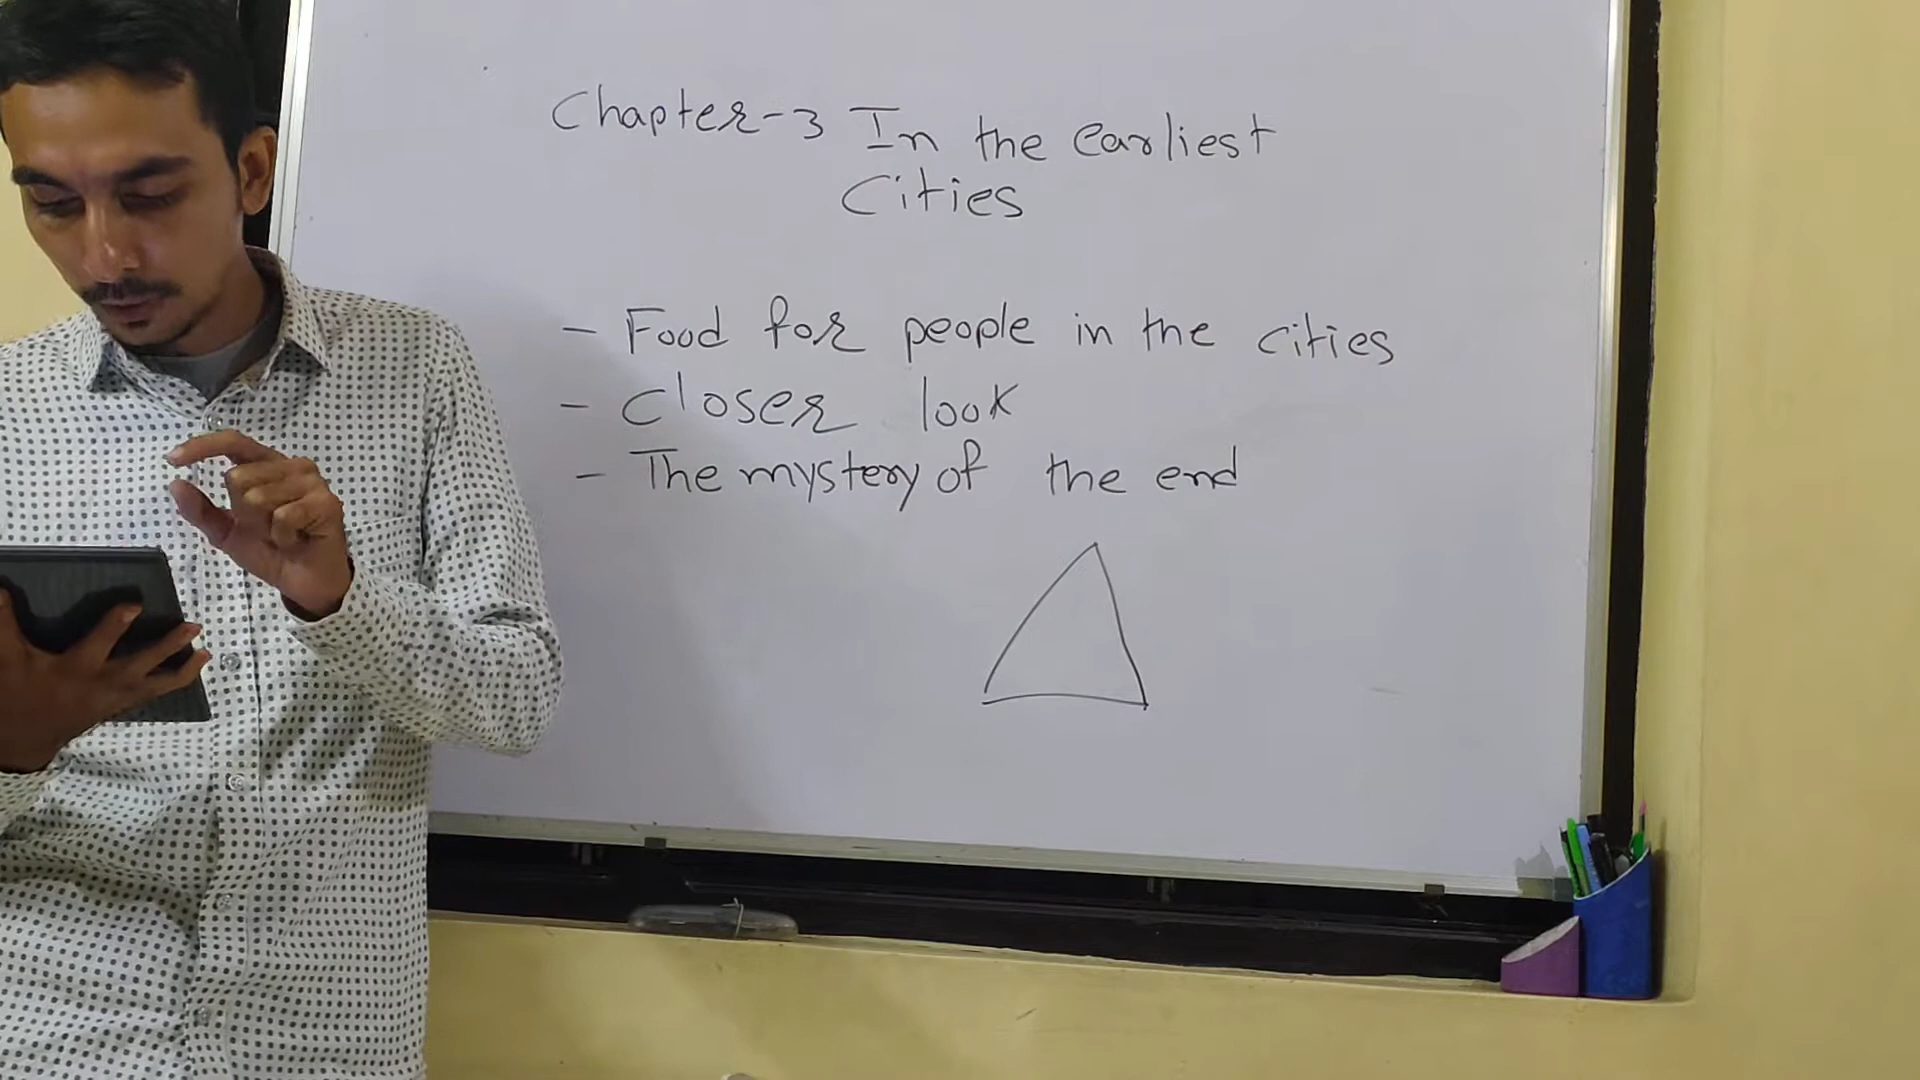 Chapter-3 In the earliest
Cities
- Food for people in the cities
- Closer look
- The mystery of the end